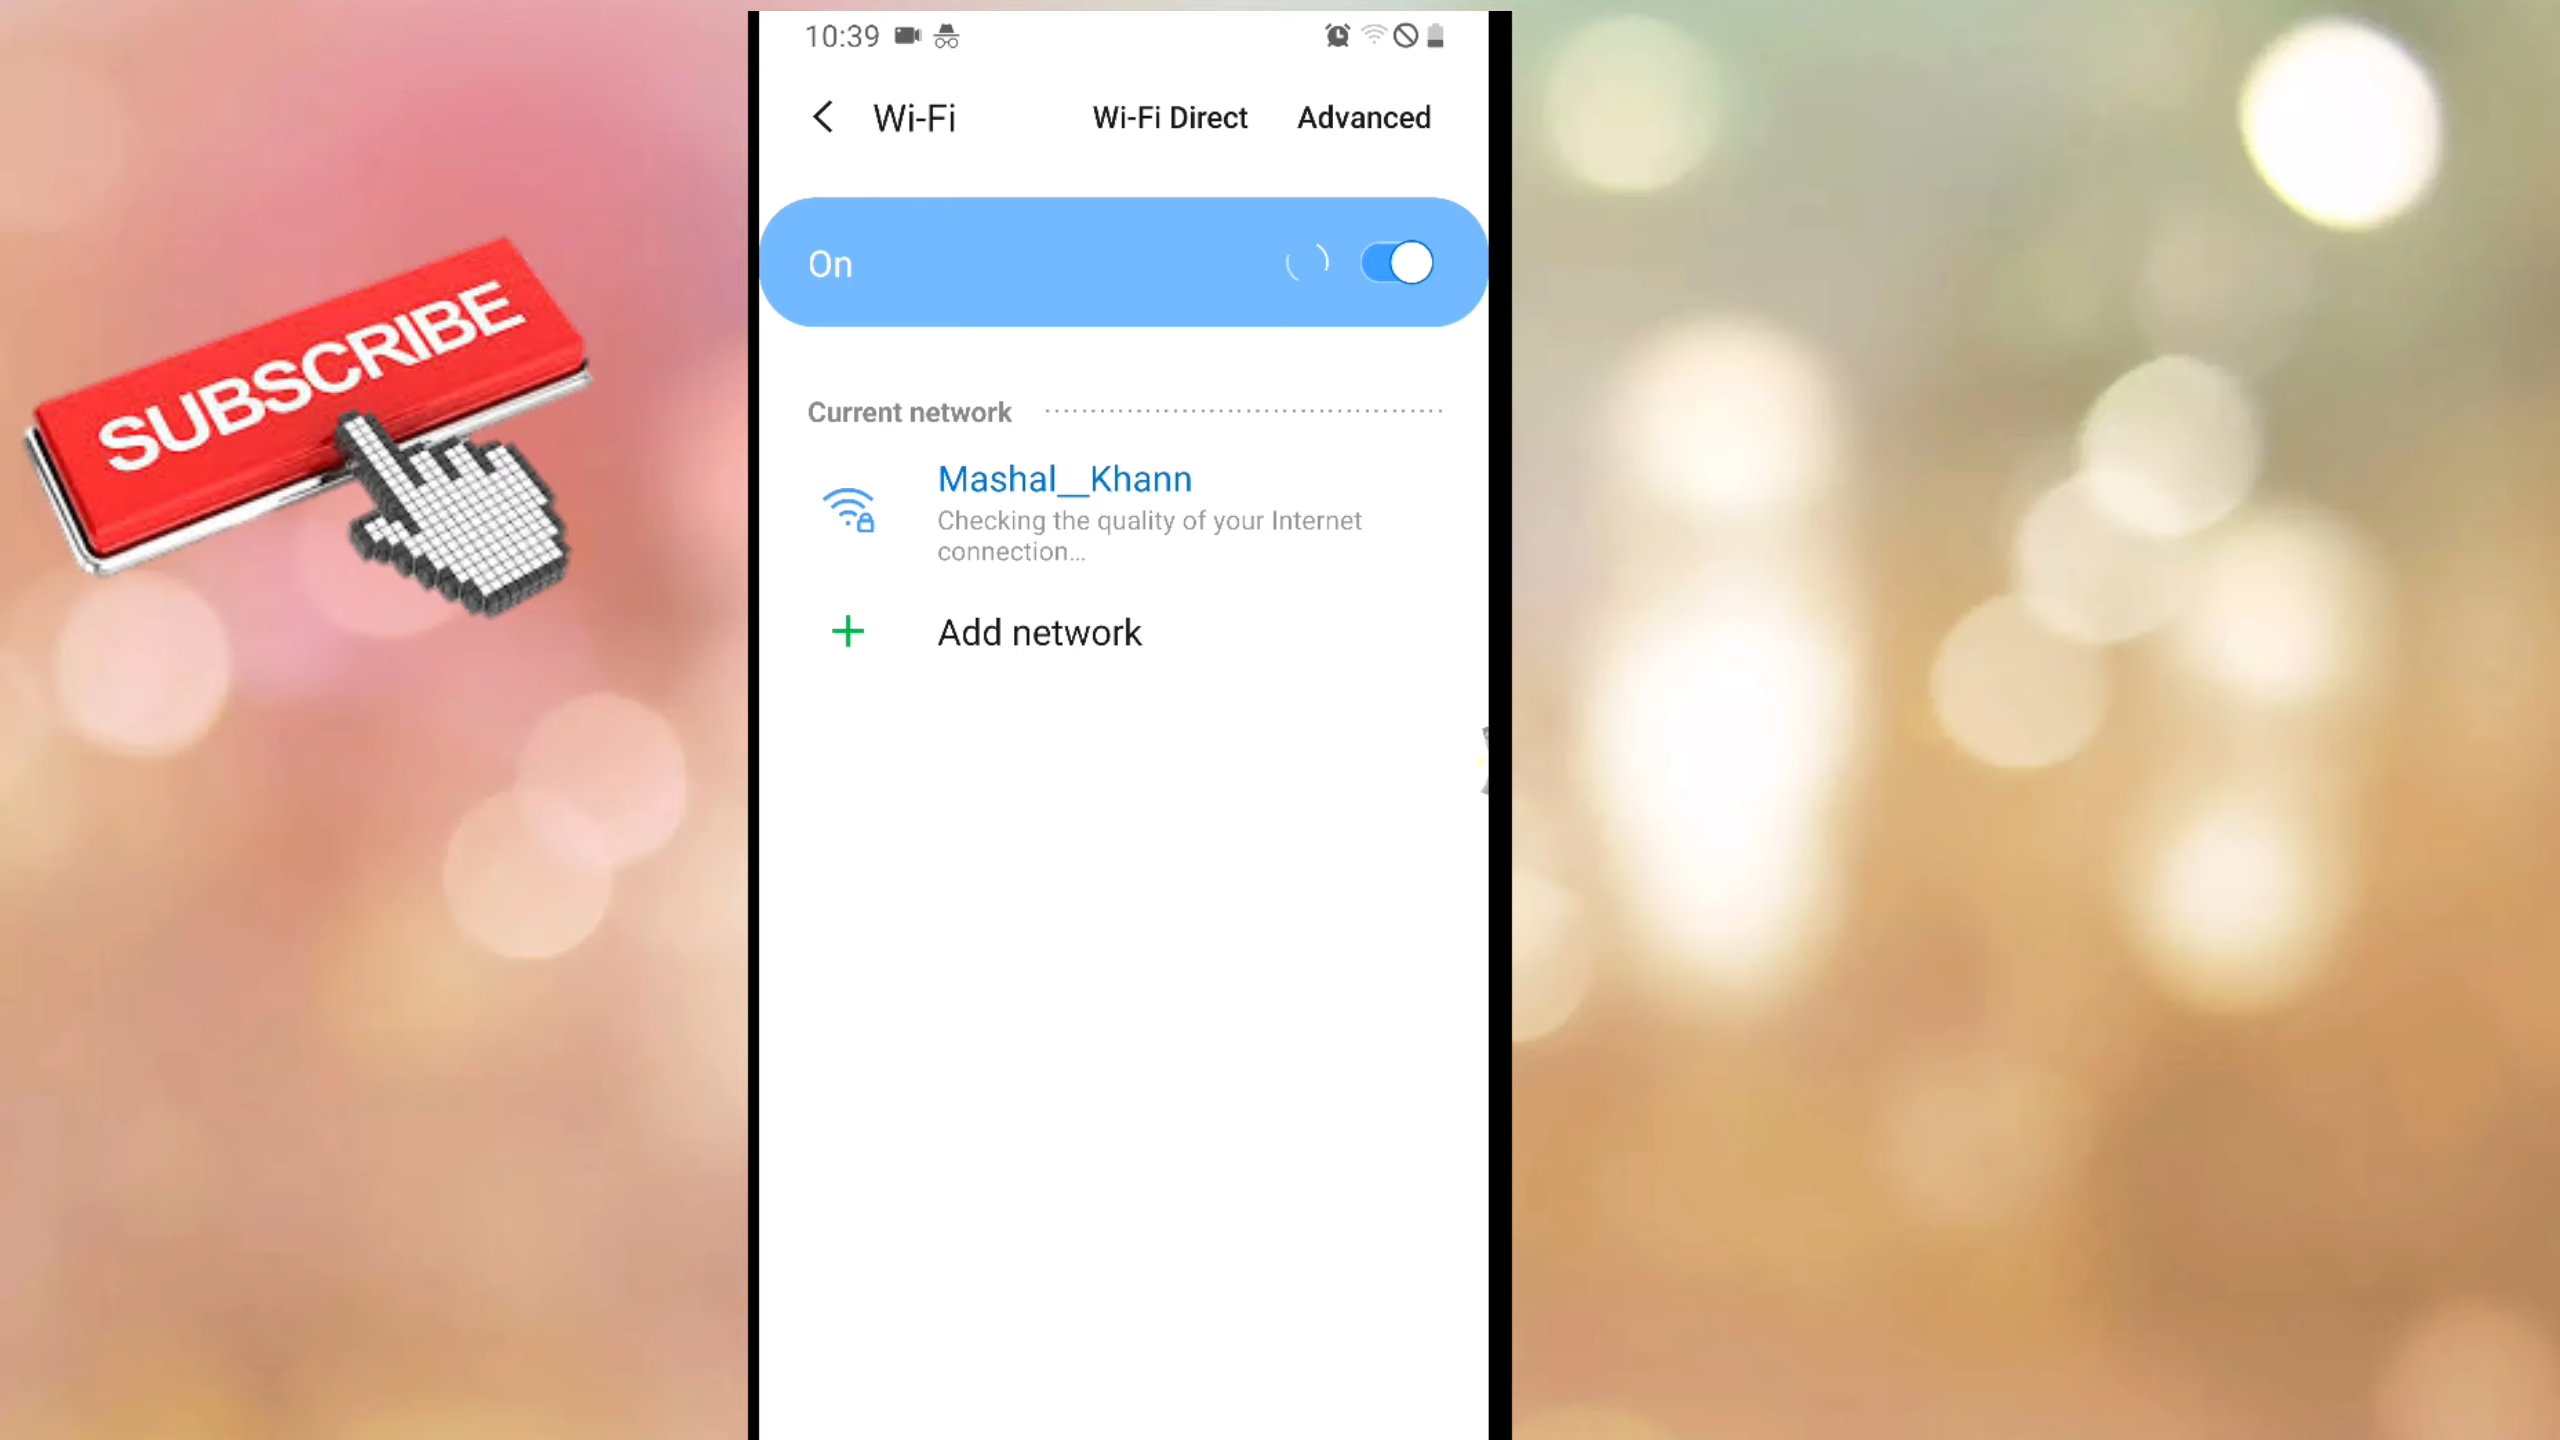 SUBSCRIBE
10:39
Wi-Fi
Wi-Fi Direct
Advanced
On
Current network
Mashal__Khann
Checking the quality of your Internet
connection...
Add network